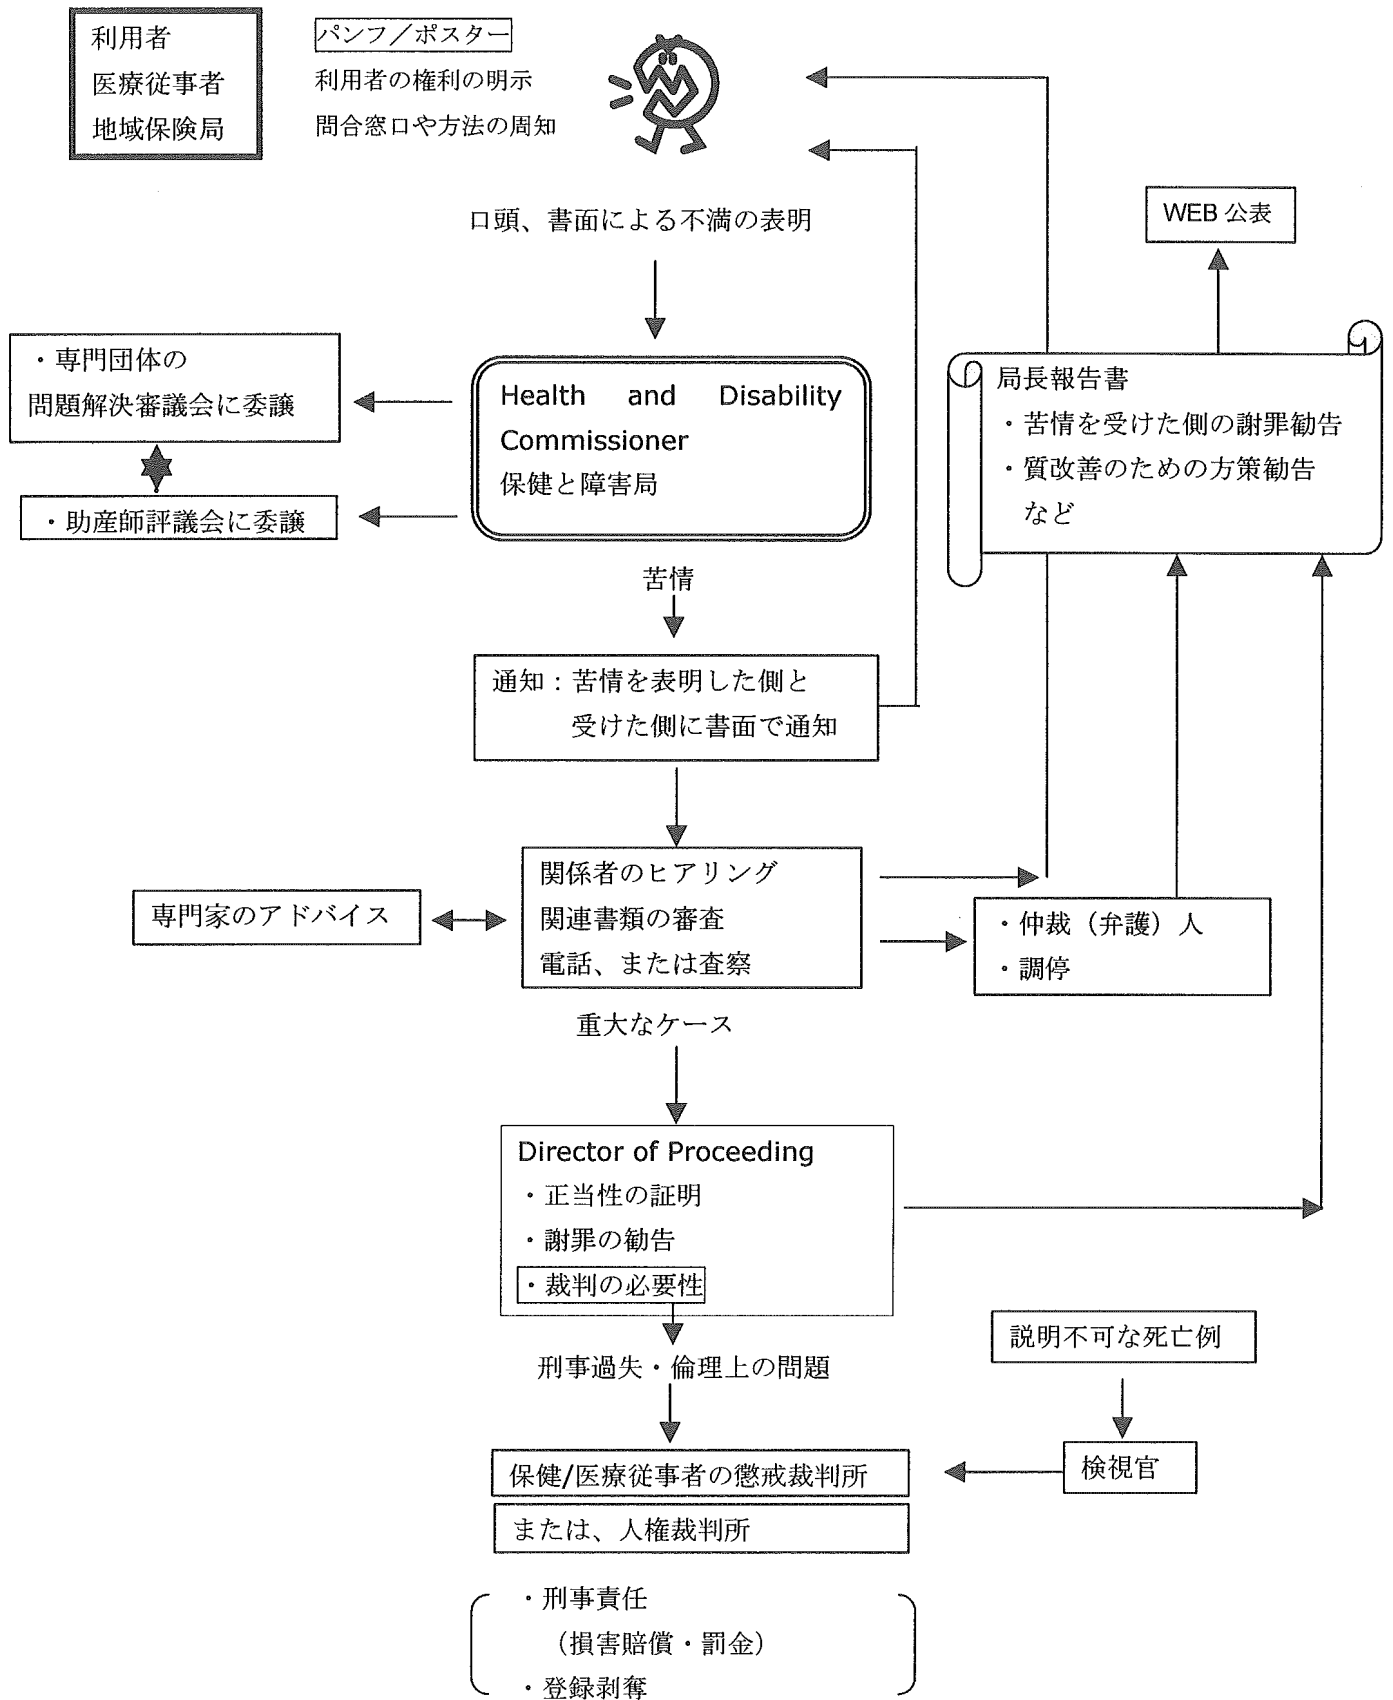 利用者
医療従事者
地域保険局
パンフ／ポスター
利用者の権利の明示
問合窓口や方法の周知
口頭、書面による不満の表明
WEB 公表
・専門団体の
問題解決審議会に委譲
・助産師評議会に委譲
Health and Disability
Commissioner
保健と障害局
局長報告書
・苦情を受けた側の謝罪勧告
・質改善のための方策勧告
など
苦情
通知：苦情を表明した側と
受けた側に書面で通知
専門家のアドバイス
関係者のヒアリング
関連書類の審査
電話、または査察
・仲裁（弁護）人
・調停
重大なケース
Director of Proceeding
・正当性の証明
・謝罪の勧告
・裁判の必要性
刑事過失・倫理上の問題
説明不可な死亡例
検視官
保健/医療従事者の懲戒裁判所
または、人権裁判所
・刑事責任
（損害賠償・罰金）
・登録剥奪